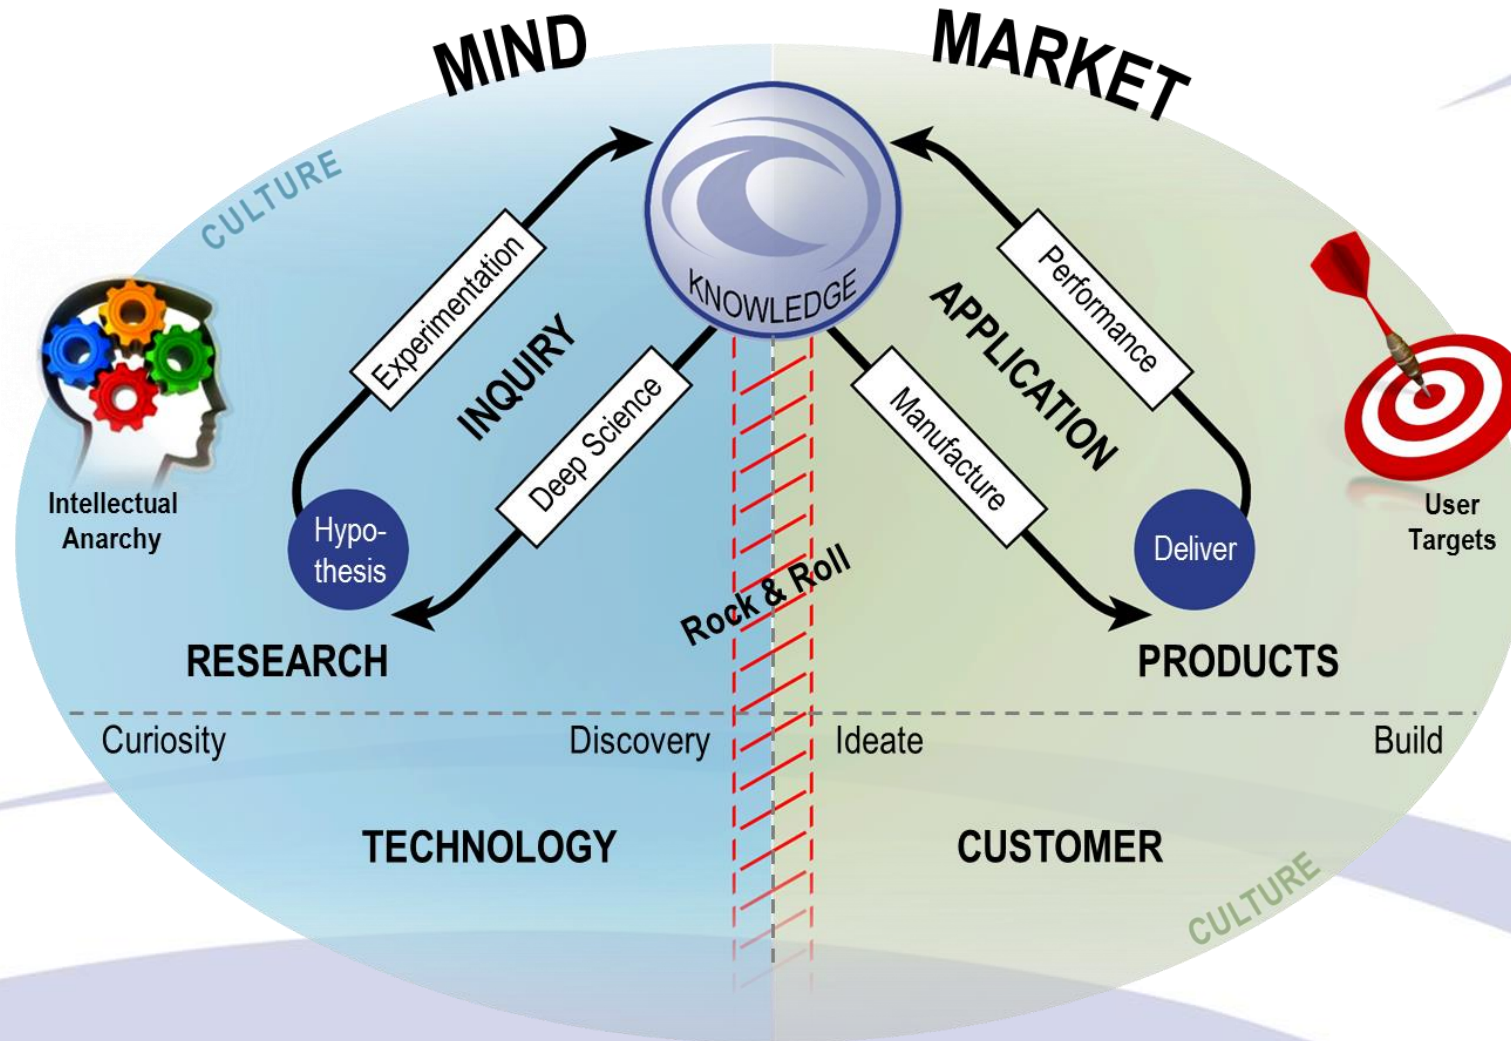 MIND
MARKET
CULTURE
KNOWLEDGE
Experimentation
INQUIRY
Deep Science
Performance
APPLICATION
Manufacture
Intellectual
Anarchy
Hypo-
thesis
Deliver
User
Targets
Rock & Roll
RESEARCH
PRODUCTS
Curiosity
Discovery
Ideate
Build
TECHNOLOGY
CUSTOMER
CULTURE